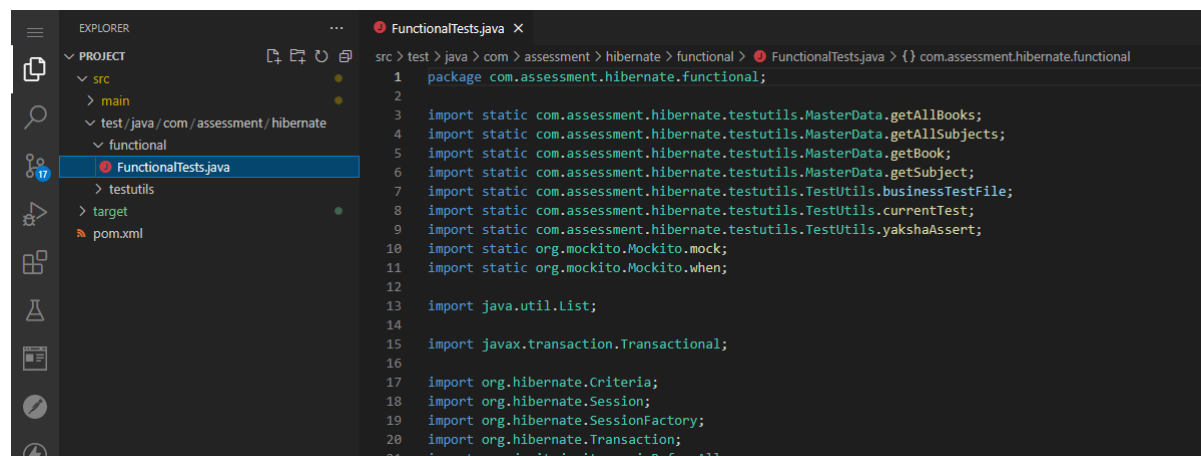 EXPLORER
PROJECT
src
main
test / java / com / assessment / hibernate
functional
FunctionalTests.java
testutils
target
pom.xml
17
FunctionalTests.java
src > test > java > com > assessment > hibernate > functional > FunctionalTests.java > {} com.assessment.hibernate.functional
1 package com.assessment.hibernate.functional;
2
3 import static com.assessment.hibernate.testutils.MasterData.getAllBooks;
4 import static com.assessment.hibernate.testutils.MasterData.getAllSubjects;
5 import static com.assessment.hibernate.testutils.MasterData.getBook;
6 import static com.assessment.hibernate.testutils.MasterData.getSubject;
7 import static com.assessment.hibernate.testutils.TestUtils.businessTestFile;
8 import static com.assessment.hibernate.testutils.TestUtils.currentTest;
9 import static com.assessment.hibernate.testutils.TestUtils.yakshaAssert;
10 import static org.mockito.Mockito.mock;
11 import static org.mockito.Mockito.when;
12
13 import java.util.List;
14
15 import javax.transaction.Transactional;
16
17 import org.hibernate.Criteria;
18 import org.hibernate.Session;
19 import org.hibernate.SessionFactory;
20 import org.hibernate.Transaction;